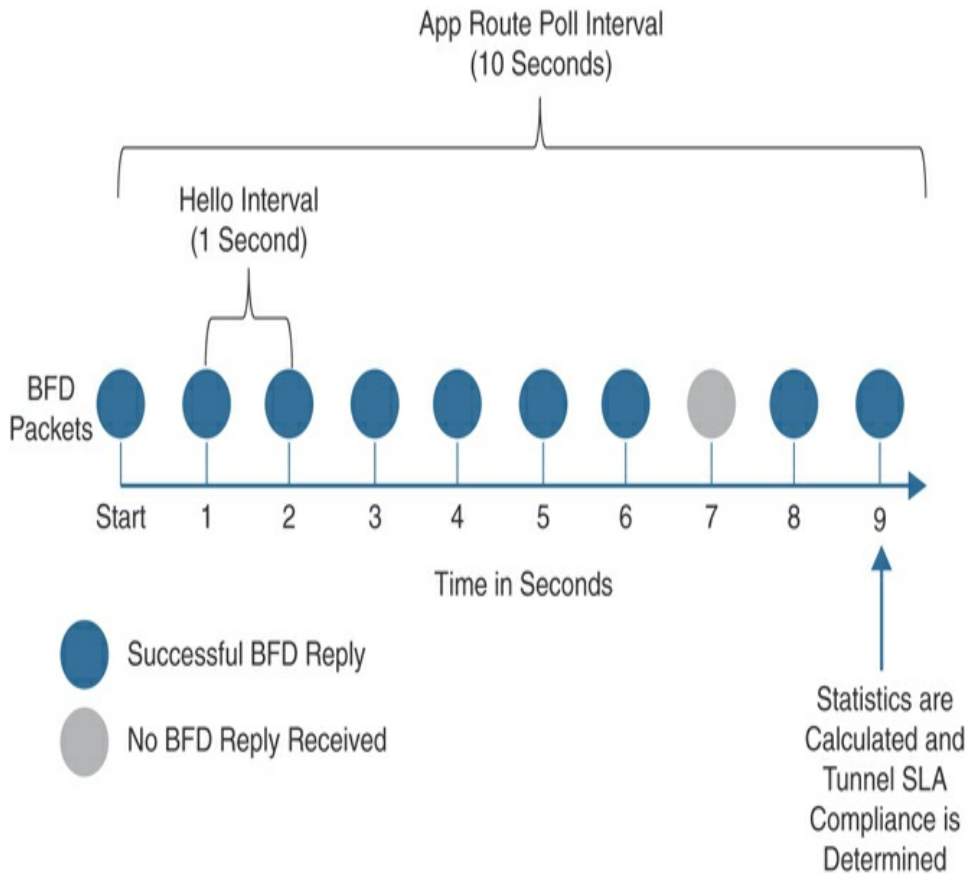 App Route Poll Interval
(10 Seconds)
Hello Interval
(1 Second)
BFD
Packets
Start 1 2 3 4 5 6 7 8 9
Time in Seconds
Successful BFD Reply
No BFD Reply Received
Statistics are
Calculated and
Tunnel SLA
Compliance is
Determined